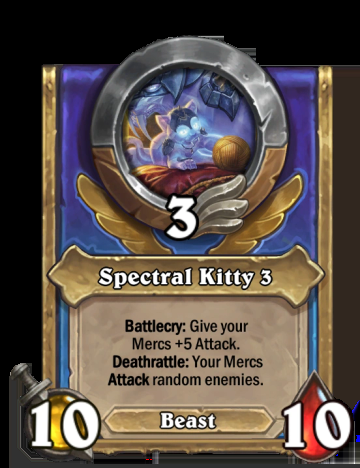 3
Spectral Kitty 3
Battlecry: Give your
Mercs +5 Attack.
Deathrattle: Your Mercs
Attack random enemies.
10
Beast
10